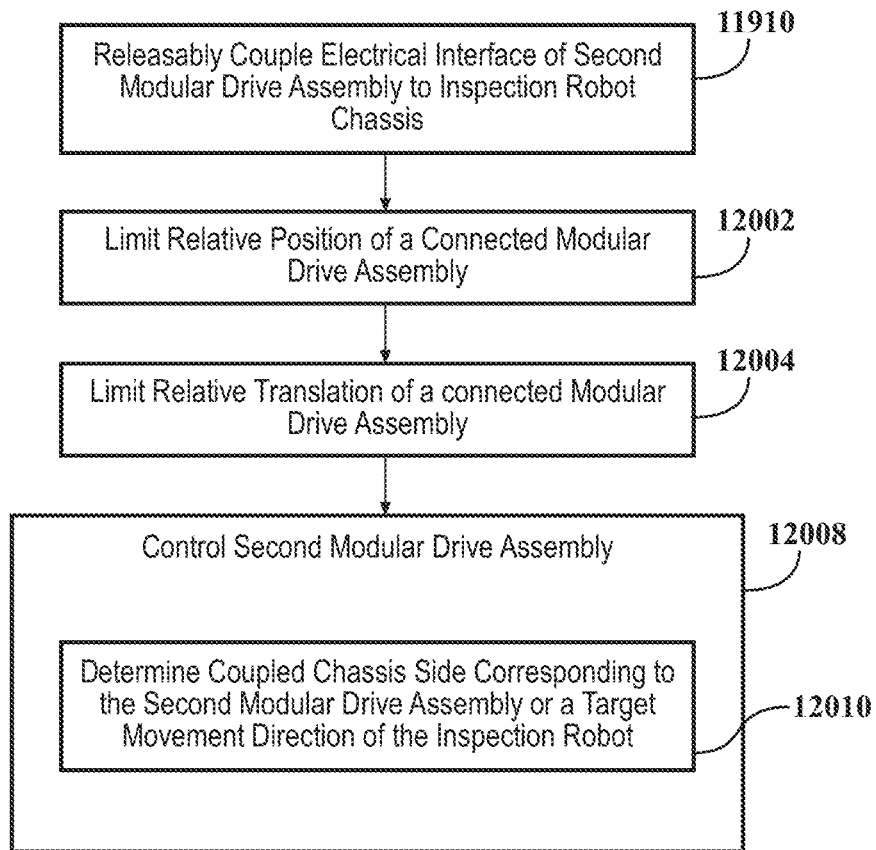 11910
Releasably Couple Electrical Interface of Second
Modular Drive Assembly to Inspection Robot
Chassis
12002
Limit Relative Position of a Connected Modular
Drive Assembly
12004
Limit Relative Translation of a connected Modular
Drive Assembly
12008
Control Second Modular Drive Assembly
Determine Coupled Chassis Side Corresponding to
the Second Modular Drive Assembly or a Target
Movement Direction of the Inspection Robot
12010